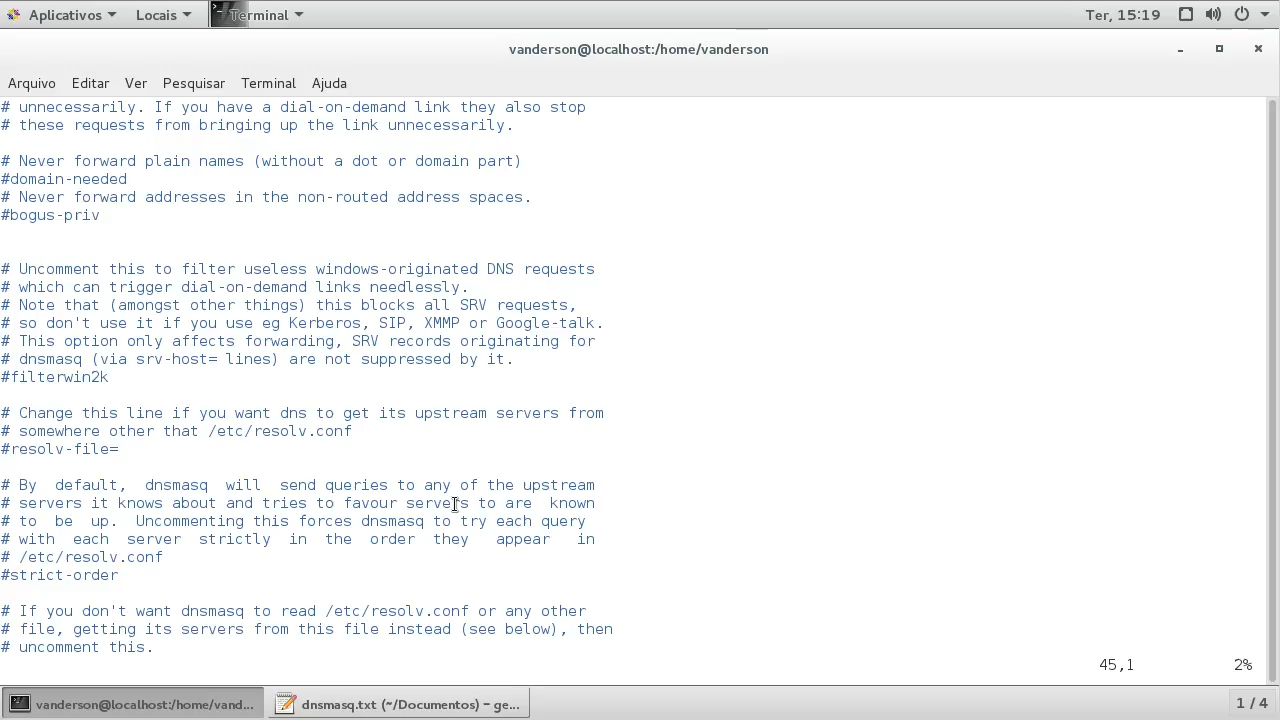 Aplicativos Locais Terminal Ter, 15:19
vanderson@localhost:/home/vanderson
Arquivo Editar Ver Pesquisar Terminal Ajuda
# unnecessarily. If you have a dial-on-demand link they also stop
# these requests from bringing up the link unnecessarily.
# Never forward plain names (without a dot or domain part)
#domain-needed
# Never forward addresses in the non-routed address spaces.
#bogus-priv
# Uncomment this to filter useless windows-originated DNS requests
# which can trigger dial-on-demand links needlessly.
# Note that (amongst other things) this blocks all SRV requests,
# so don't use it if you use eg Kerberos, SIP, XMMP or Google-talk.
# This option only affects forwarding, SRV records originating for
# dnsmasq (via srv-host= lines) are not suppressed by it.
#filterwin2k
# Change this line if you want dns to get its upstream servers from
# somewhere other that /etc/resolv.conf
#resolv-file=
# By  default,  dnsmasq  will  send queries to any of the upstream
# servers it knows about and tries to favour servers to are  known
# to  be  up.  Uncommenting this forces dnsmasq to try each query
# with  each  server  strictly  in  the  order  they   appear   in
# /etc/resolv.conf
#strict-order
# If you don't want dnsmasq to read /etc/resolv.conf or any other
# file, getting its servers from this file instead (see below), then
# uncomment this.
45,1 2%
vanderson@localhost:/home/vand... dnsmasq.txt (~/Documentos) – ge... 1 / 4